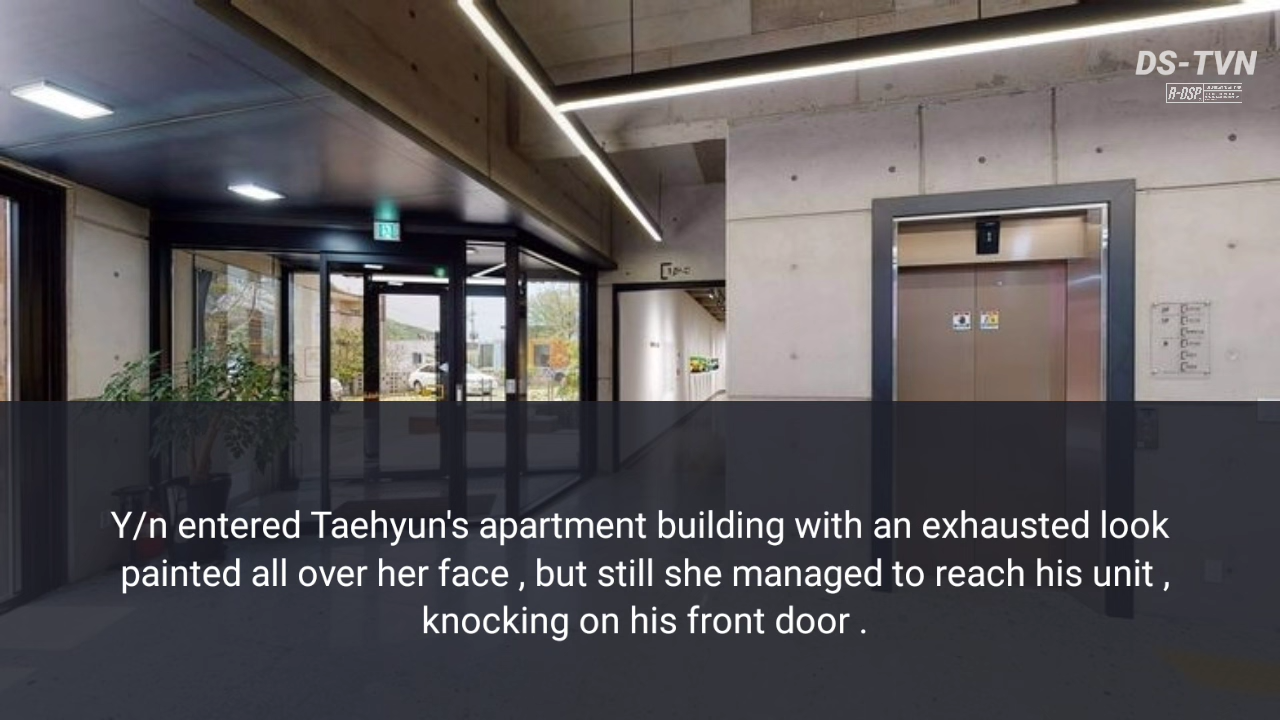 DS-TVN
R-DSP
Y/n entered Taehyun's apartment building with an exhausted look
painted all over her face , but still she managed to reach his unit ,
knocking on his front door .